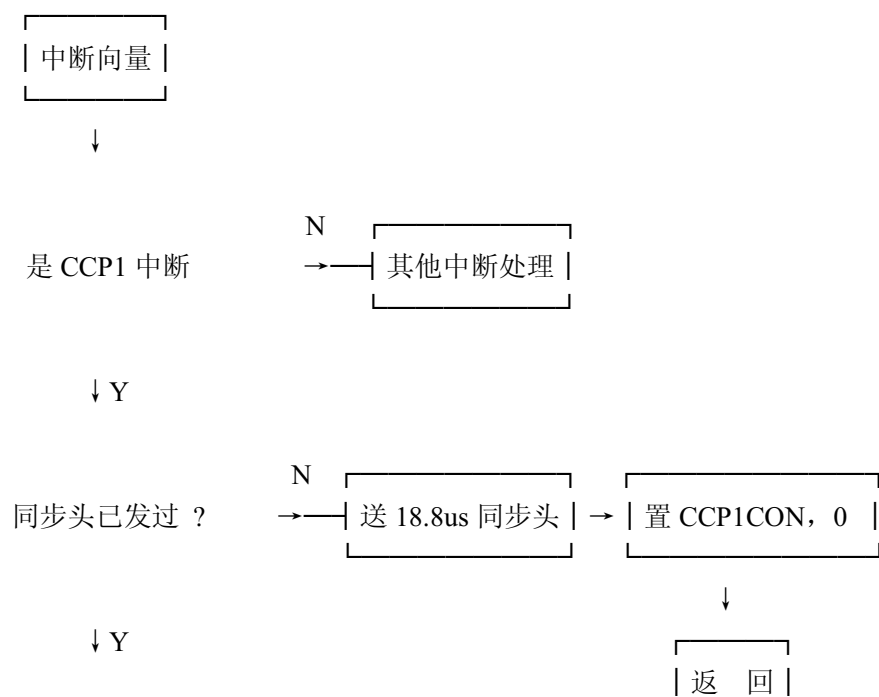 中断向量
↓
N
是 CCP1 中断 → 其他中断处理
↓ Y
N
同步头已发过 ? → 送 18.8us 同步头 → 置 CCP1CON，0
↓
↓ Y
返 回